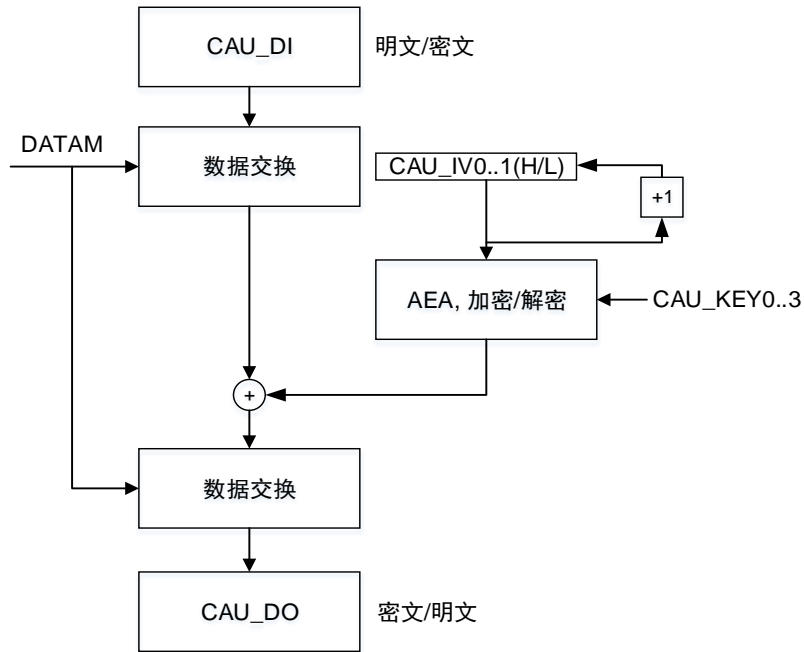 CAU_DI
明文/密文
DATAM
数据交换
CAU_IV0..1(H/L)
+1
AEA, 加密/解密
CAU_KEY0..3
+
数据交换
CAU_DO
密文/明文